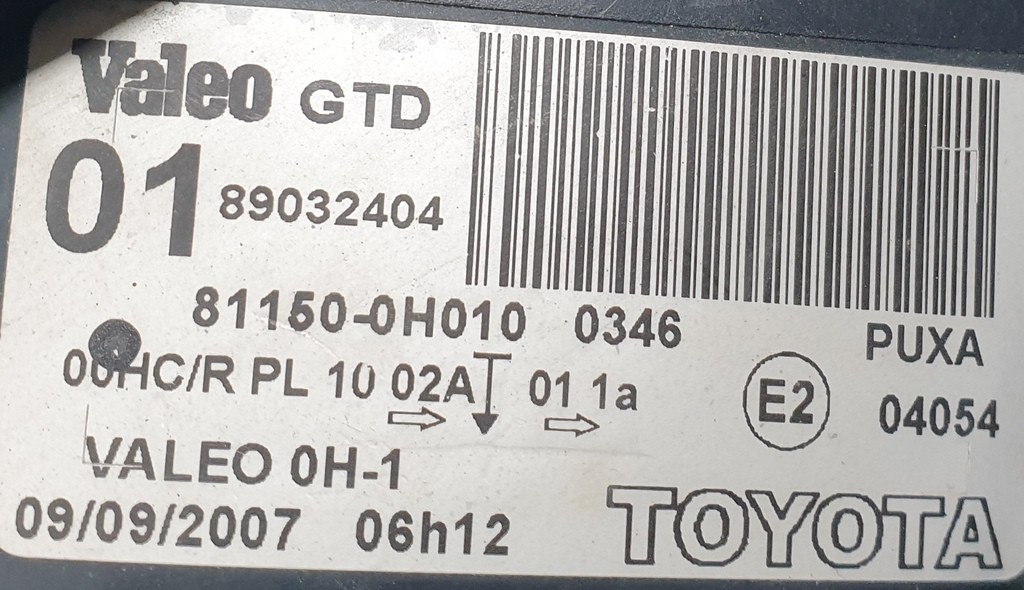 Valeo GTD
01 89032404
81150-0H010 0346 PUXA
00HC/R PL 10 02A 01 1a E2 04054
VALEO 0H-1
09/09/2007 06h12 TOYOTA